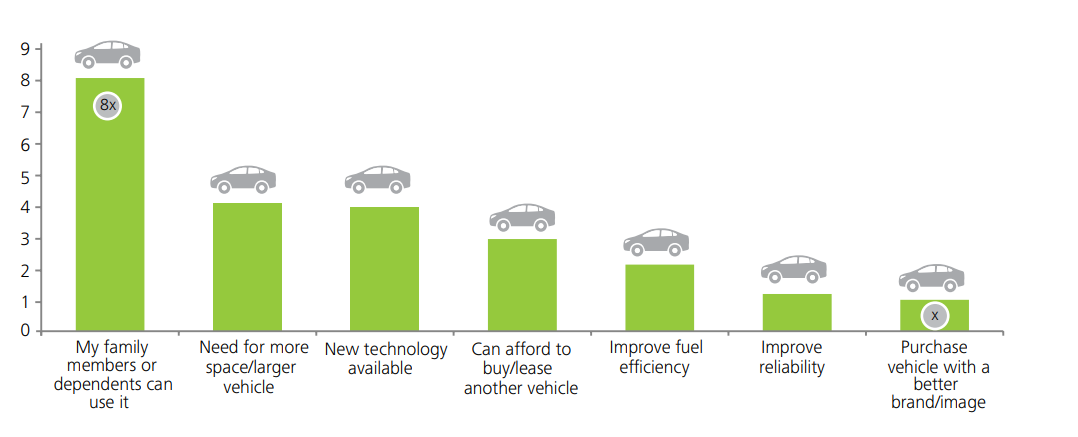 9
8
7
6
5
4
3
2
1
0
8x
x
My family
members or
dependents can
use it
Need for more
space/larger
vehicle
New technology
available
Can afford to
buy/lease
another vehicle
Improve fuel
efficiency
Improve
reliability
Purchase
vehicle with a
better
brand/image